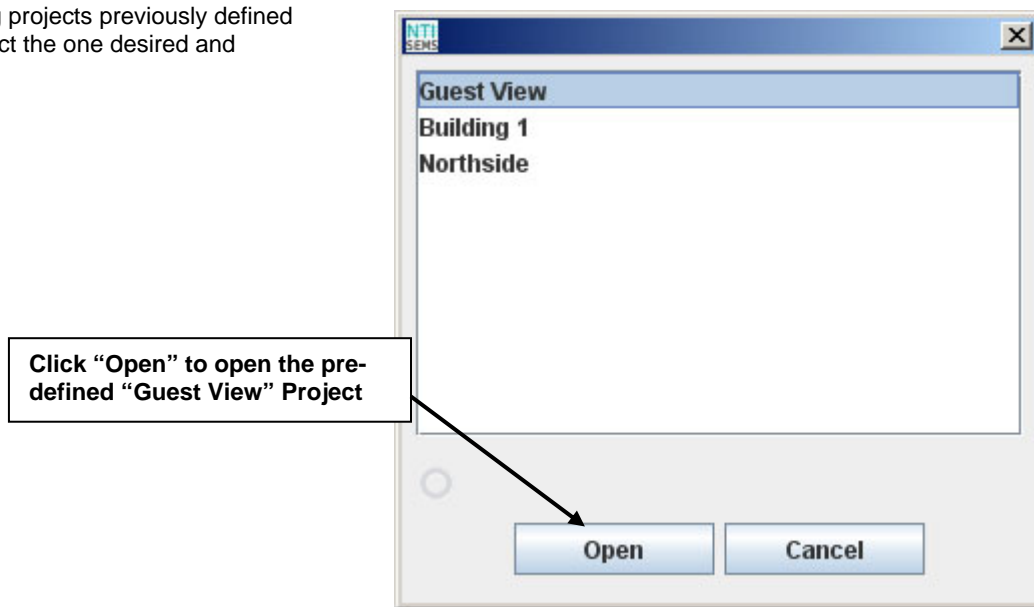 projects previously defined
ct the one desired and
NTI
SEMS
Guest View
Building 1
Northside
Click “Open” to open the pre-
defined “Guest View” Project
Open
Cancel